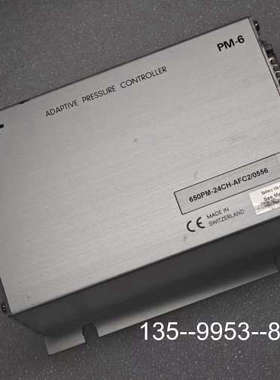 PM-6
ADAPTIVE PRESSURE CONTROLLER
650PM-24CH-AFC2/0556
CE MADE IN
SWITZERLAND
135--9953--8